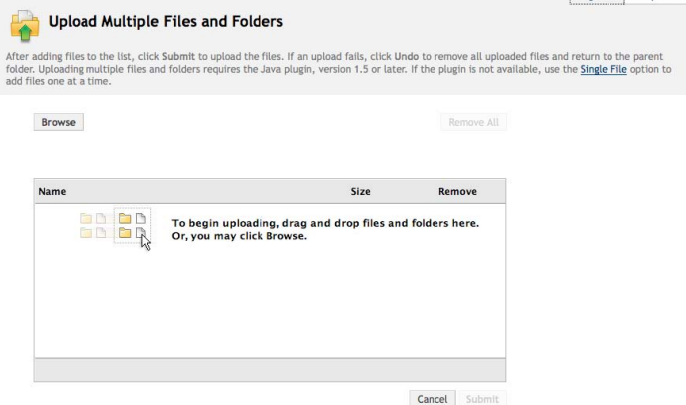 Upload Multiple Files and Folders
After adding files to the list, click Submit to upload the files. If an upload fails, click Undo to remove all uploaded files and return to the parent
folder. Uploading multiple files and folders requires the Java plugin, version 1.5 or later. If the plugin is not available, use the Single File option to
add files one at a time.
Browse Remove All
Name Size Remove
To begin uploading, drag and drop files and folders here.
Or, you may click Browse.
Cancel Submit